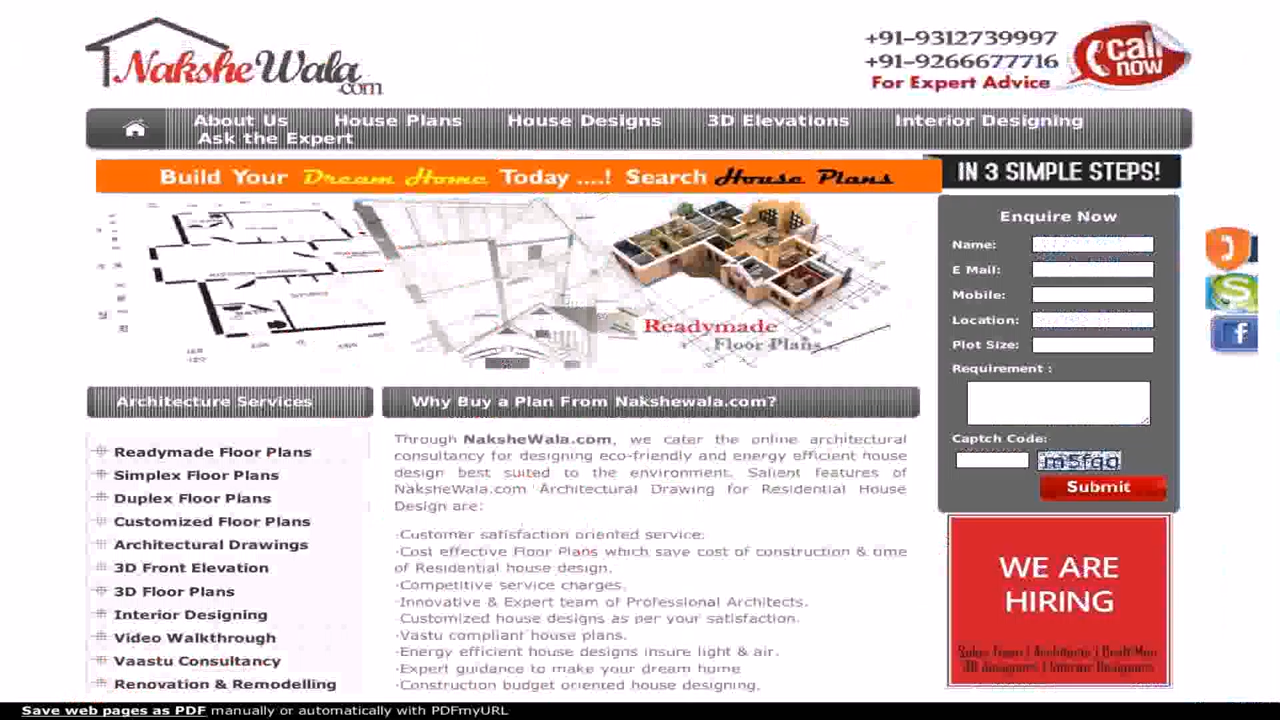 NaksheWala
.com
+91-9312739997
+91-9266677716
For Expert Advice
call
now
About Us House Plans House Designs 3D Elevations Interior Designing
Ask the Expert
Build Your Dream Home Today ....! Search House Plans
IN 3 SIMPLE STEPS!
Readymade
Floor Plans
Enquire Now
Name:
E Mail:
Mobile:
Location:
Plot Size:
Requirement :
Captch Code:
Submit
Architecture Services
Readymade Floor Plans
Simplex Floor Plans
Duplex Floor Plans
Customized Floor Plans
Architectural Drawings
3D Front Elevation
3D Floor Plans
Interior Designing
Video Walkthrough
Vaastu Consultancy
Renovation & Remodelling
Why Buy a Plan From Nakshewala.com?
Through NaksheWala.com, we cater the online architectural
consultancy for designing eco-friendly and energy efficient house
design best suited to the environment. Salient features of
NaksheWala.com Architectural Drawing for Residential House
Design are:
·Customer satisfaction oriented service.
·Cost effective Floor Plans which save cost of construction & time
of Residential house design.
·Competitive service charges.
·Innovative & Expert team of Professional Architects.
·Customized house designs as per your satisfaction.
·Vastu compliant house plans.
·Energy efficient house designs insure light & air.
·Expert guidance to make your dream home
·Construction budget oriented house designing.
WE ARE
HIRING
Sales Team | Architects | Draft Man
3D Designers | Interior Designers
Save web pages as PDF manually or automatically with PDFmyURL